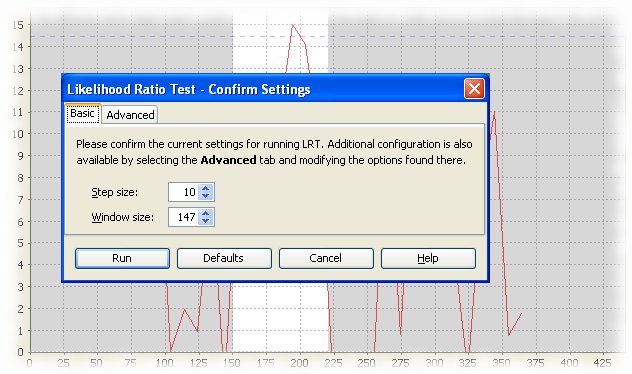 15
14
13
Likelihood Ratio Test - Confirm Settings
Basic Advanced
Please confirm the current settings for running LRT. Additional configuration is also
available by selecting the Advanced tab and modifying the options found there.
Step size: 10
Window size: 147
Run Defaults Cancel Help
12
11
10
9
8
7
6
5
4
3
2
1
0
0 25 50 75 100 125 150 175 200 225 250 275 300 325 350 375 400 425